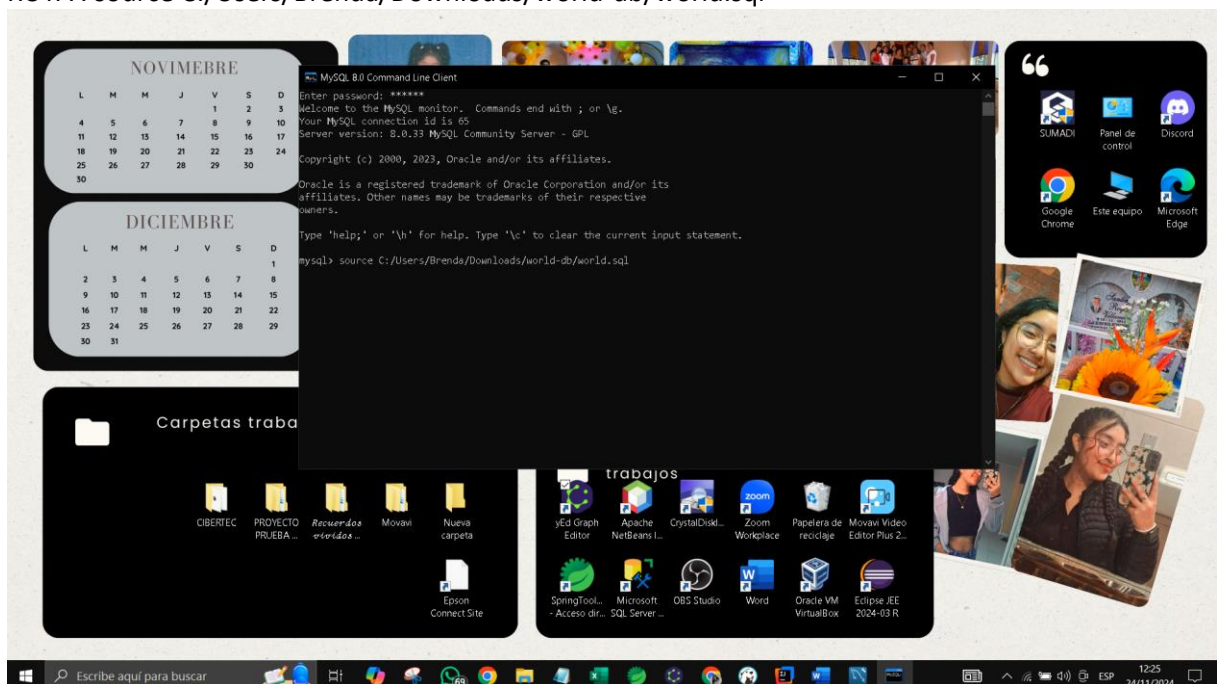 NOVIMEBRE
L M M J V S D
1 2 3
4 5 6 7 8 9 10
11 12 13 14 15 16 17
18 19 20 21 22 23 24
25 26 27 28 29 30
30
DICIEMBRE
L M M J V S D
1
2 3 4 5 6 7 8
9 10 11 12 13 14 15
16 17 18 19 20 21 22
23 24 25 26 27 28 29
30 31
MySQL 8.0 Command Line Client
Enter password: ******
Welcome to the MySQL monitor. Commands end with ; or \g.
Your MySQL connection id is 65
Server version: 8.0.33 MySQL Community Server - GPL
Copyright (c) 2000, 2023, Oracle and/or its affiliates.
Oracle is a registered trademark of Oracle Corporation and/or its
affiliates. Other names may be trademarks of their respective
owners.
Type 'help;' or '\h' for help. Type '\c' to clear the current input statement.
mysql> source C:/Users/Brenda/Downloads/world-db/world.sql
SUMADI
Panel de
control
Discord
Google
Chrome
Este equipo
Microsoft
Edge
Carpetas traba
CIBERTEC
PROYECTO
PRUEBA ...
Recuerdos
vividos...
Movavi
Nueva
carpeta
Epson
Connect Site
trabajos
yEd Graph
Editor
Apache
NetBeans I...
CrystalDiskI...
Zoom
Workplace
Papelera de
reciclaje
Movavi Video
Editor Plus 2...
SpringTool...
- Acceso dir...
Microsoft
SQL Server ...
OBS Studio
Word
Oracle VM
VirtualBox
Eclipse JEE
2024-03 R
Escribe aquí para buscar
ESP
12:25
24/11/2024